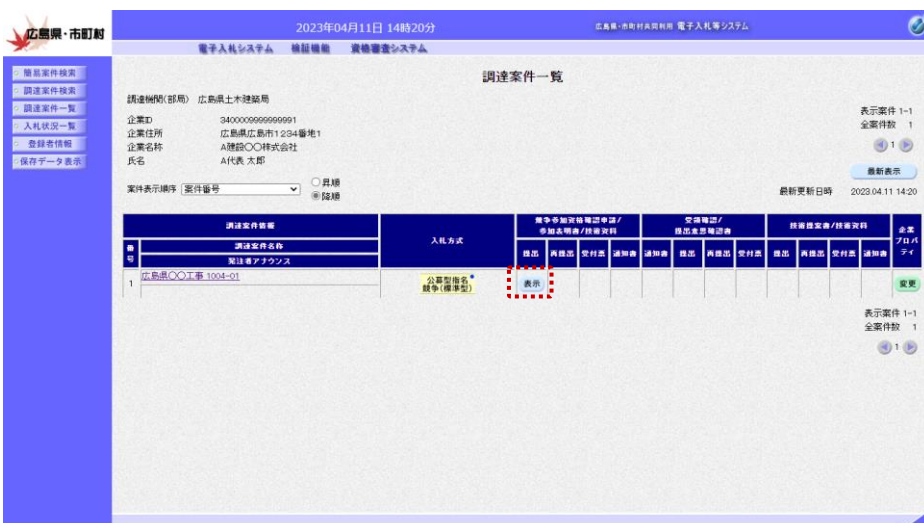 広島県・市町村
2023年04月11日 14時20分
広島県・市町村共同利用 電子入札等システム
電子入札システム 検証機能 資格審査システム
簡易案件検索
調達案件検索
調達案件一覧
入札状況一覧
登録者情報
保存データ表示
調達案件一覧
調達機関(部局) 広島県土木建築局
企業ID 3400009999999991
企業住所 広島県広島市1234番地1
企業名称 A建設〇〇株式会社
氏名 A代表 太郎
表示案件 1-1
全案件数 1
1
最新表示
案件表示順序 案件番号
昇順
降順
最新更新日時 2023.04.11 14:20
調達案件情報
番号
調達案件名称
発注者アナウンス
入札方式
競争参加資格確認申請/
参加表明書/技術資料
受領確認/
提出意思確認書
技術提案書/技術資料
企業プロパティ
提出 再提出 受付票 通知書 提出 再提出 受付票 提出 再提出 受付票 通知書
1 広島県〇〇工事 1004-01
公募型指名
競争(標準型)
表示
変更
表示案件 1-1
全案件数 1
1